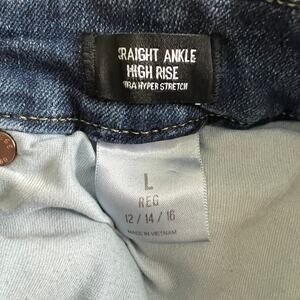 RAIGHT ANKLE
HIGH RISE
HYPER STRETCH
L
REG
12 / 14 / 16
MADE IN VIETNAM